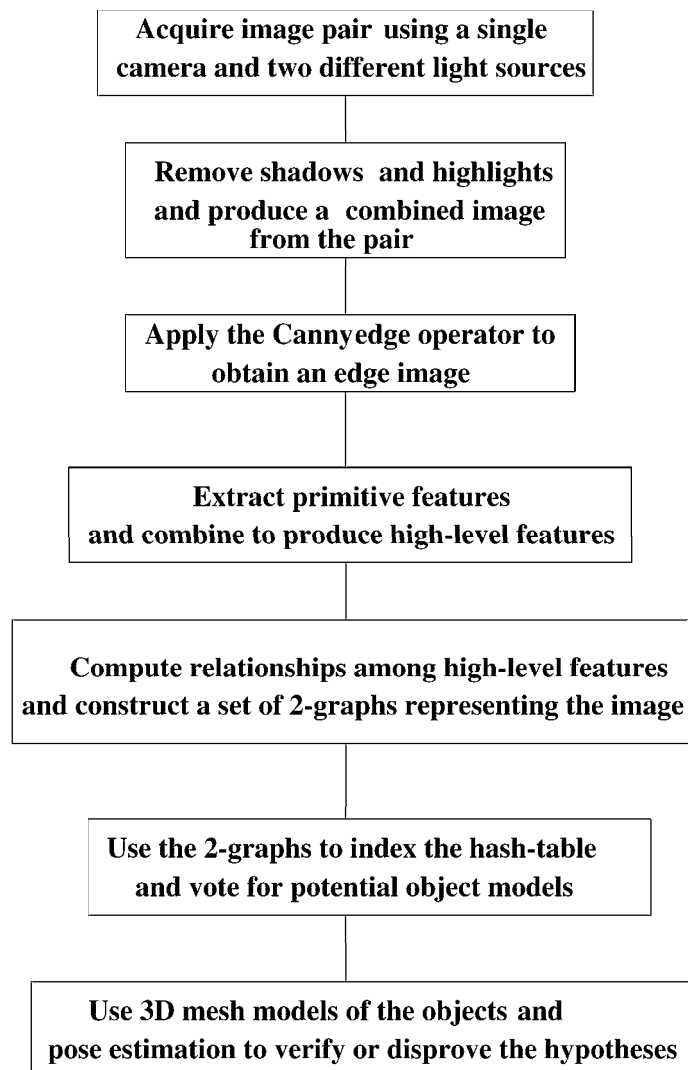 Acquire image pair using a single
camera and two different light sources
Remove shadows and highlights
and produce a combined image
from the pair
Apply the Cannyedge operator to
obtain an edge image
Extract primitive features
and combine to produce high-level features
Compute relationships among high-level features
and construct a set of 2-graphs representing the image
Use the 2-graphs to index the hash-table
and vote for potential object models
Use 3D mesh models of the objects and
pose estimation to verify or disprove the hypotheses